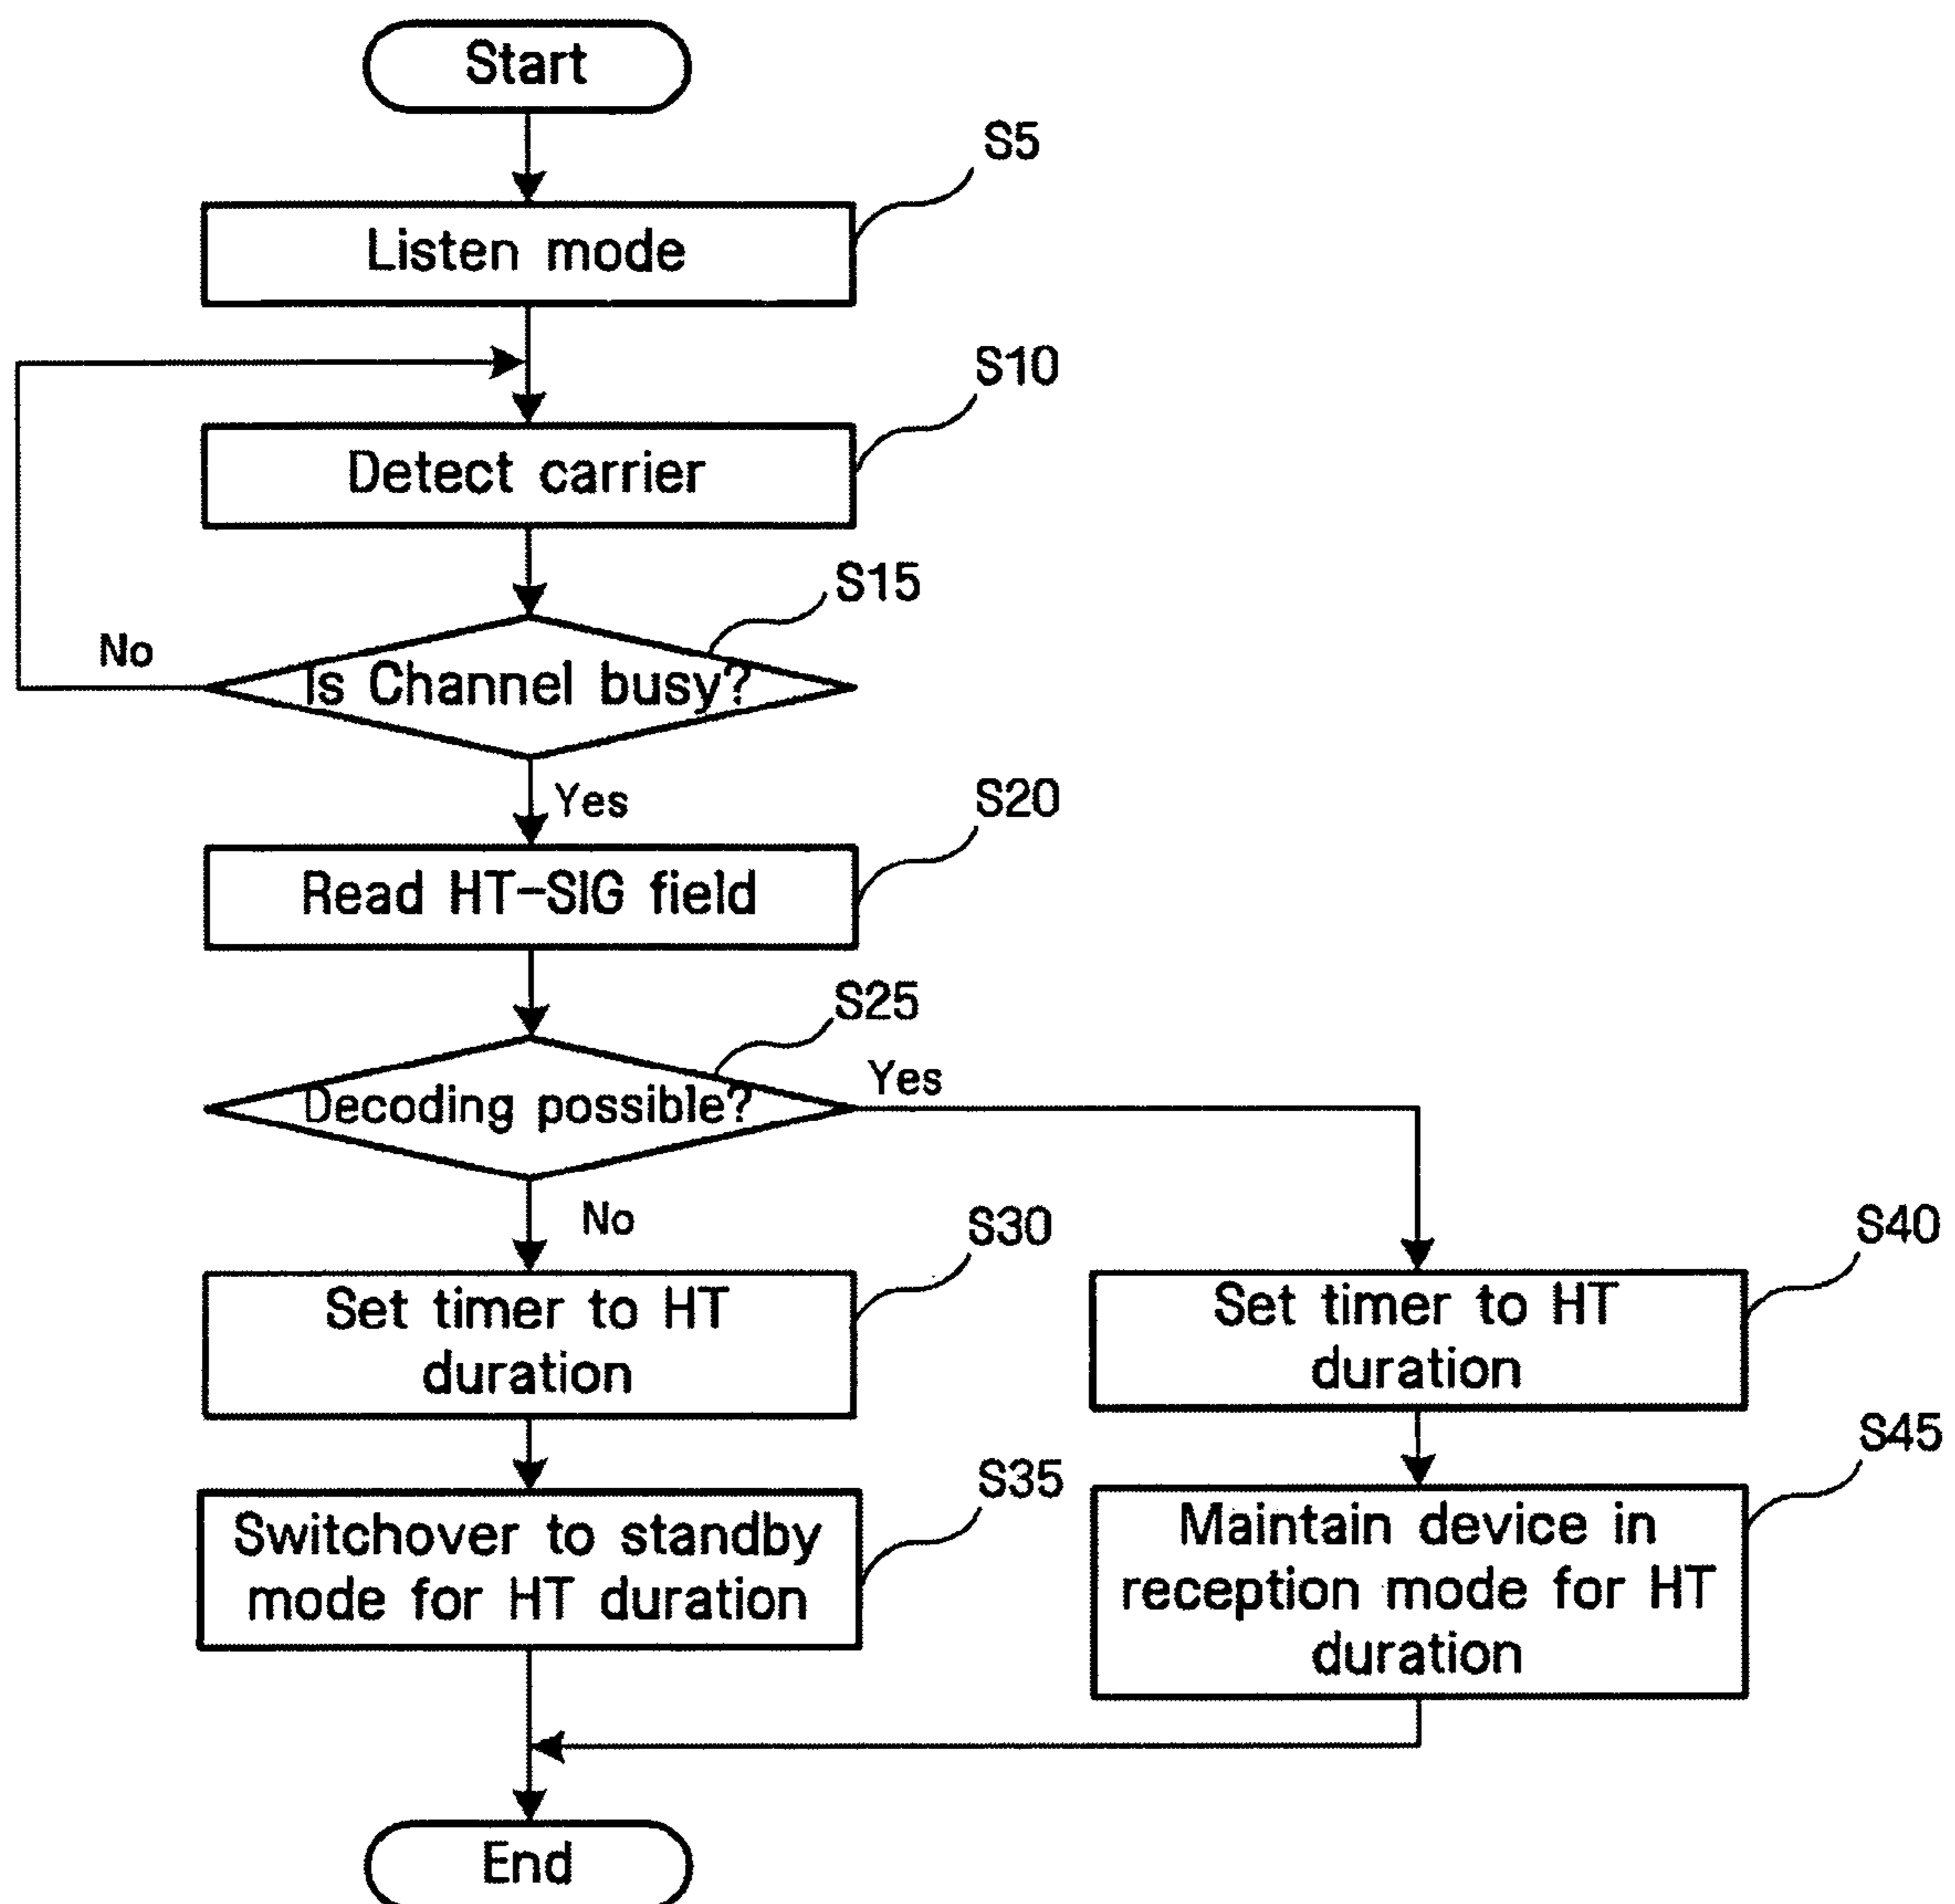 Start
S5
Listen mode
S10
Detect carrier
S15
No
Is Channel busy?
Yes
S20
Read HT-SIG field
S25
Yes
Decoding possible?
No
S30
S40
Set timer to HT
duration
Set timer to HT
duration
S35
S45
Switchover to standby
mode for HT duration
Maintain device in
reception mode for HT
duration
End